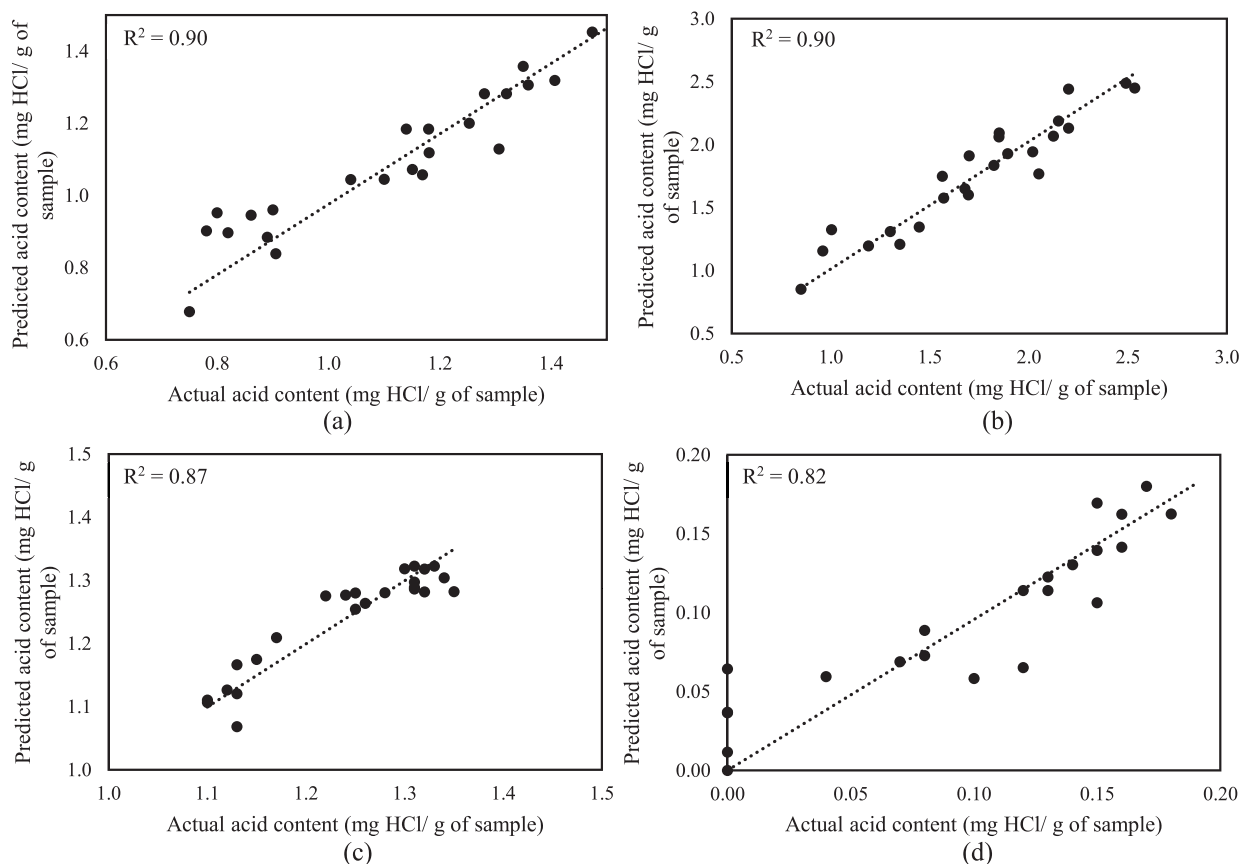 R² = 0.90
Predicted acid content (mg HCl/ g of
sample)
1.4
1.2
1.0
0.8
0.6
0.6
0.8
1.0
1.2
1.4
Actual acid content (mg HCl/ g of sample)
(a)
R² = 0.90
Predicted acid content (mg HCl/ g
of sample)
3.0
2.5
2.0
1.5
1.0
0.5
0.5
1.0
1.5
2.0
2.5
3.0
Actual acid content (mg HCl/ g of sample)
(b)
R² = 0.87
Predicted acid content (mg HCl/ g
of sample)
1.5
1.4
1.3
1.2
1.1
1.0
1.0
1.1
1.2
1.3
1.4
1.5
Actual acid content (mg HCl/ g of sample)
(c)
R² = 0.82
Predicted acid content (mg HCl/ g
of sample)
0.20
0.15
0.10
0.05
0.00
0.00
0.05
0.10
0.15
0.20
Actual acid content (mg HCl/ g of sample)
(d)